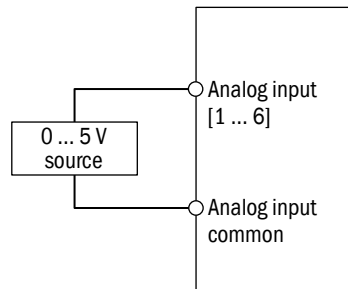 Analog input
[1 ... 6]
0 ... 5 V
source
Analog input
common